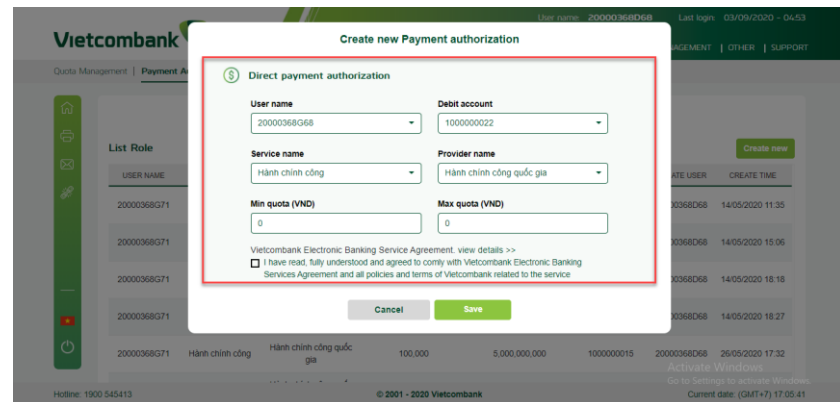 User name 20000368D68 Last login 03/09/2020 - 04:53
Vietcombank
Create new Payment authorization
AGEMENT | OTHER | SUPPORT
Quota Management | Payment A
Direct payment authorization
User name Debit account
20000368G68 1000000022
List Role
Create new
Service name Provider name
Hành chính công Hành chính công quốc gia
USER NAME ATE USER CREATE TIME
Min quota (VND) Max quota (VND)
20000368G71 00368D68 14/05/2020 11:35
0 0
20000368G71 00368D68 14/05/2020 15:06
Vietcombank Electronic Banking Service Agreement. view details >>
I have read, fully understood and agreed to comly with Vietcombank Electronic Banking
Services Agreement and all policies and terms of Vietcombank related to the service
20000368G71 00368D68 14/05/2020 18:18
Cancel Save
20000368G71 00368D68 14/05/2020 18:27
20000368G71 Hành chính công Hành chính công quốc gia 100,000 5,000,000,000 1000000015 20000368D68 26/05/2020 17:32
Activate Windows
Go to Settings to activate Windows.
Hotline: 1900 545413 © 2001 - 2020 Vietcombank Current date: (GMT+7) 17:05:41